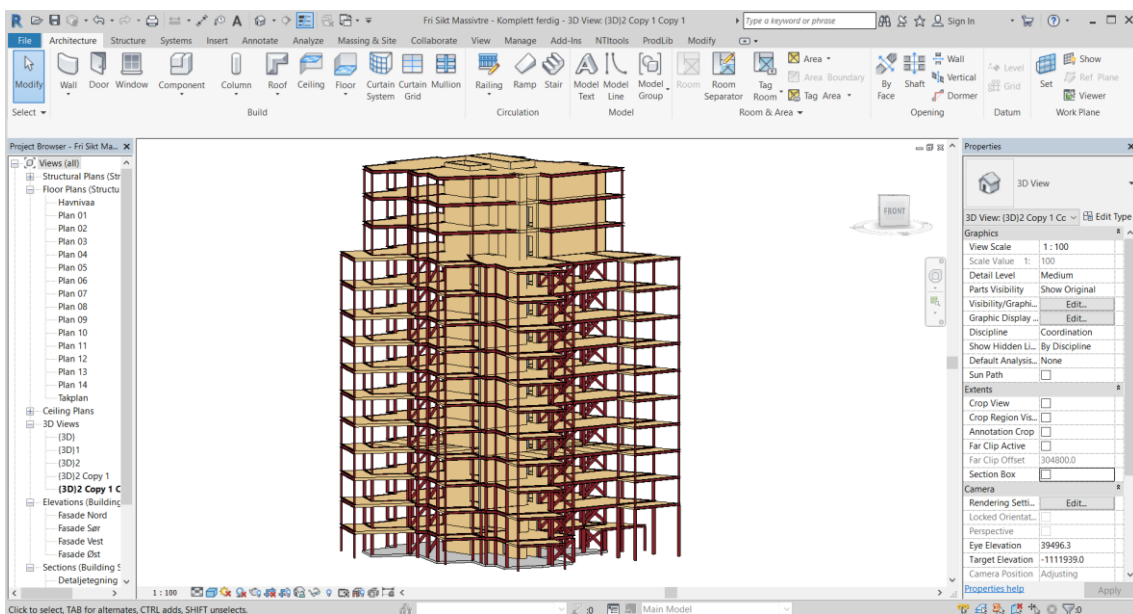 Fri Sikt Massivtre - Komplett ferdig - 3D View: {3D}2 Copy 1 Copy 1
Type a keyword or phrase
Sign In
File Architecture Structure Systems Insert Annotate Analyze Massing & Site Collaborate View Manage Add-Ins NTItools ProdLib Modify
Modify
Wall
Door
Window
Component
Column
Roof
Ceiling
Floor
Curtain System
Curtain Grid
Mullion
Railing
Ramp
Stair
Model Text
Model Line
Model Group
Room
Room Separator
Tag Room
Area
Area Boundary
Tag Area
By Face
Shaft
Wall
Vertical
Dormer
Level
Grid
Set
Show
Ref Plane
Viewer
Select
Build
Circulation
Model
Room & Area
Opening
Datum
Work Plane
Project Browser - Fri Sikt Ma...
Views (all)
Structural Plans (Str
Floor Plans (Structu
Havnivaa
Plan 01
Plan 02
Plan 03
Plan 04
Plan 05
Plan 06
Plan 07
Plan 08
Plan 09
Plan 10
Plan 11
Plan 12
Plan 13
Plan 14
Takplan
Ceiling Plans
3D Views
{3D}
{3D}1
{3D}2
{3D}2 Copy 1
{3D}2 Copy 1 C
Elevations (Building
Fasade Nord
Fasade Sør
Fasade Vest
Fasade Øst
Sections (Building S
Detaljetegning
FRONT
Properties
3D View
3D View: {3D}2 Copy 1 Cc
Edit Type
Graphics
View Scale 1 : 100
Scale Value 1: 100
Detail Level Medium
Parts Visibility Show Original
Visibility/Graphi... Edit...
Graphic Display ... Edit...
Discipline Coordination
Show Hidden Li... By Discipline
Default Analysis... None
Sun Path
Extents
Crop View
Crop Region Vis...
Annotation Crop
Far Clip Active
Far Clip Offset 304800.0
Section Box
Camera
Rendering Setti... Edit...
Locked Orientat...
Perspective
Eye Elevation 39496.3
Target Elevation -1111939.0
Camera Position Adjusting
Properties help
Apply
1 : 100
Click to select, TAB for alternates, CTRL adds, SHIFT unselects.
:0
Main Model
:0